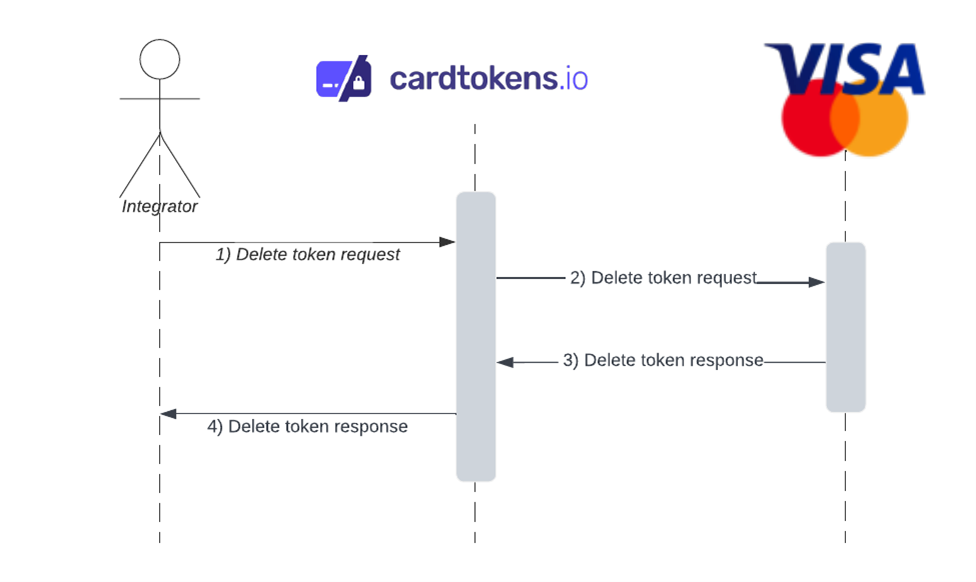 cardtokens.io
VISA
Integrator
1) Delete token request
2) Delete token request
3) Delete token response
4) Delete token response